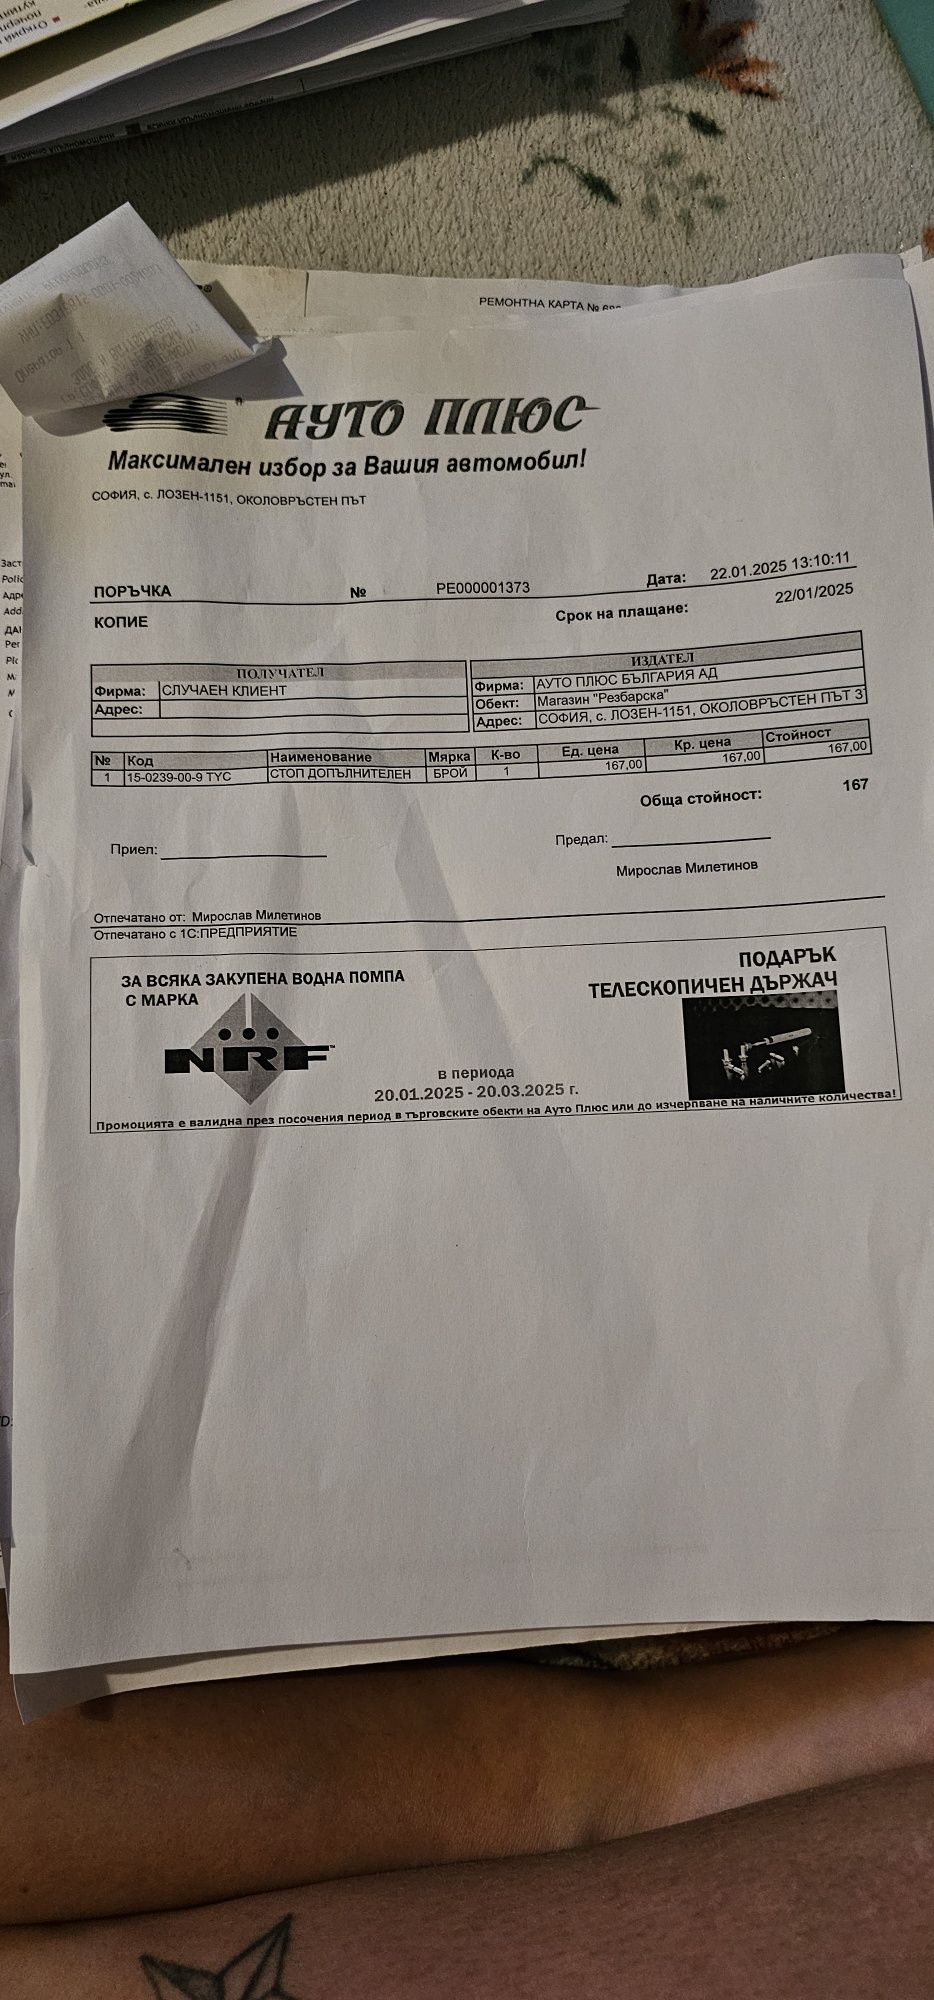 РЕМОНТНА КАРТА №
АУТО ПЛЮС
Максимален избор за Вашия автомобил!
СОФИЯ, с. ЛОЗЕН-1151, ОКОЛОВРЪСТЕН ПЪТ
ПОРЪЧКА № РЕ000001373 Дата: 22.01.2025 13:10:11
КОПИЕ Срок на плащане: 22/01/2025
ПОЛУЧАТЕЛ
Фирма: СЛУЧАЕН КЛИЕНТ
Адрес:
ИЗДАТЕЛ
Фирма: АУТО ПЛЮС БЪЛГАРИЯ АД
Обект: Магазин "Резбарска"
Адрес: СОФИЯ, с. ЛОЗЕН-1151, ОКОЛОВРЪСТЕН ПЪТ 3
№ Код Наименование Мярка К-во Ед. цена Кр. цена Стойност
1 15-0239-00-9 TYC СТОП ДОПЪЛНИТЕЛЕН БРОЙ 1 167,00 167,00 167,00
Обща стойност: 167
Приел: Предал:
Мирослав Милетинов
Отпечатано от: Мирослав Милетинов
Отпечатано с 1С:ПРЕДПРИЯТИЕ
ЗА ВСЯКА ЗАКУПЕНА ВОДНА ПОМПА
С МАРКА
NRF™
ПОДАРЪК
ТЕЛЕСКОПИЧЕН ДЪРЖАЧ
в периода
20.01.2025 - 20.03.2025 г.
Промоцията е валидна през посочения период в търговските обекти на Ауто Плюс или до изчерпване на наличните количества!